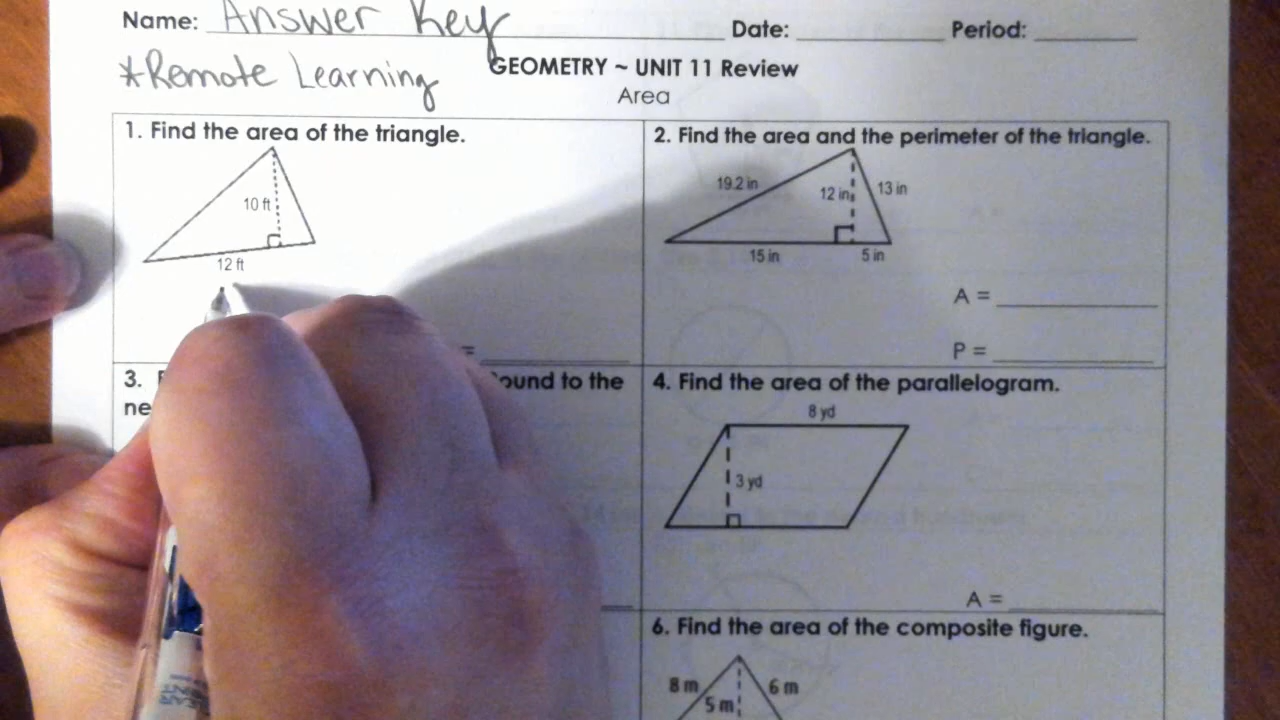 Name: Answer Key Date: Period:
*Remote Learning
GEOMETRY ~ UNIT 11 Review
Area
1. Find the area of the triangle.
10 ft
12 ft
=
2. Find the area and the perimeter of the triangle.
19.2 in
12 in
13 in
15 in
5 in
A =
P =
3.
ound to the
ne
4. Find the area of the parallelogram.
8 yd
3 yd
A =
6. Find the area of the composite figure.
8 m
6 m
5 m